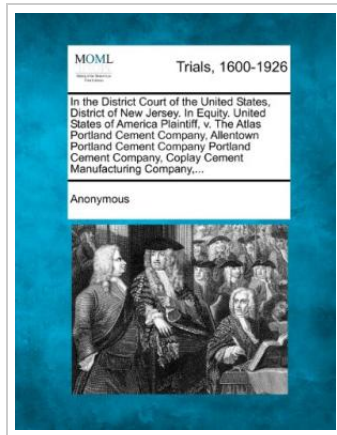 MOML
Trials, 1600-1926
In the District Court of the United States,
District of New Jersey. In Equity. United
States of America Plaintiff, v. The Atlas
Portland Cement Company, Allentown
Portland Cement Company Portland
Cement Company, Coplay Cement
Manufacturing Company,...
Anonymous